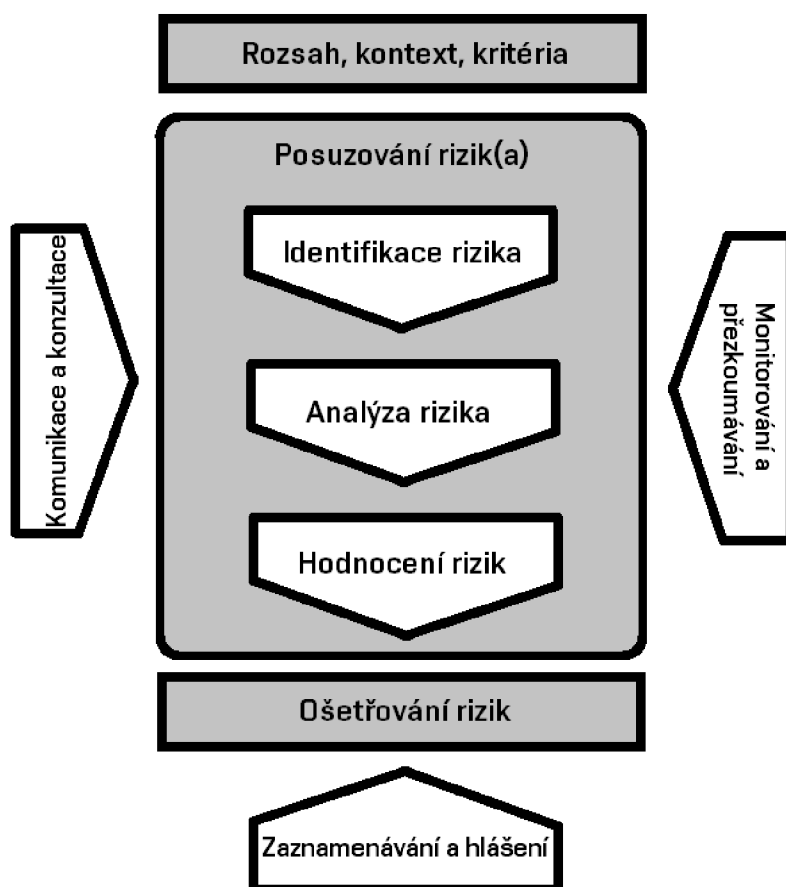 Rozsah, kontext, kritéria
Posuzování rizik(a)
Identifikace rizika
Analýza rizika
Hodnocení rizik
Komunikace a konzultace
Monitorování a
přezkoumávání
Ošetřování rizik
Zaznamenávání a hlášení